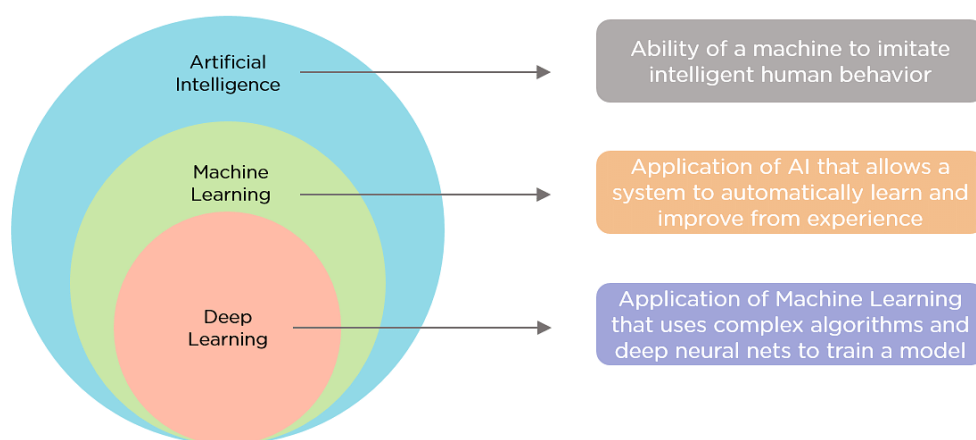 Artificial
Intelligence
Ability of a machine to imitate
intelligent human behavior
Machine
Learning
Application of AI that allows a
system to automatically learn and
improve from experience
Deep
Learning
Application of Machine Learning
that uses complex algorithms and
deep neural nets to train a model